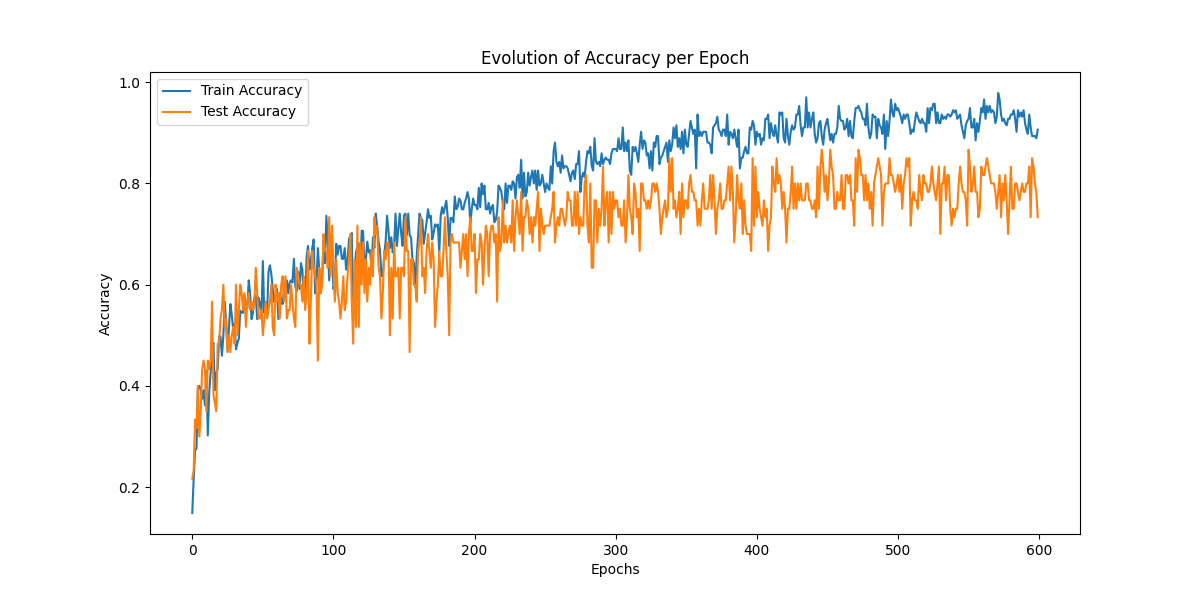 Evolution of Accuracy per Epoch
Train Accuracy
Test Accuracy
1.0
0.8
0.6
0.4
0.2
Accuracy
0 100 200 300 400 500 600
Epochs